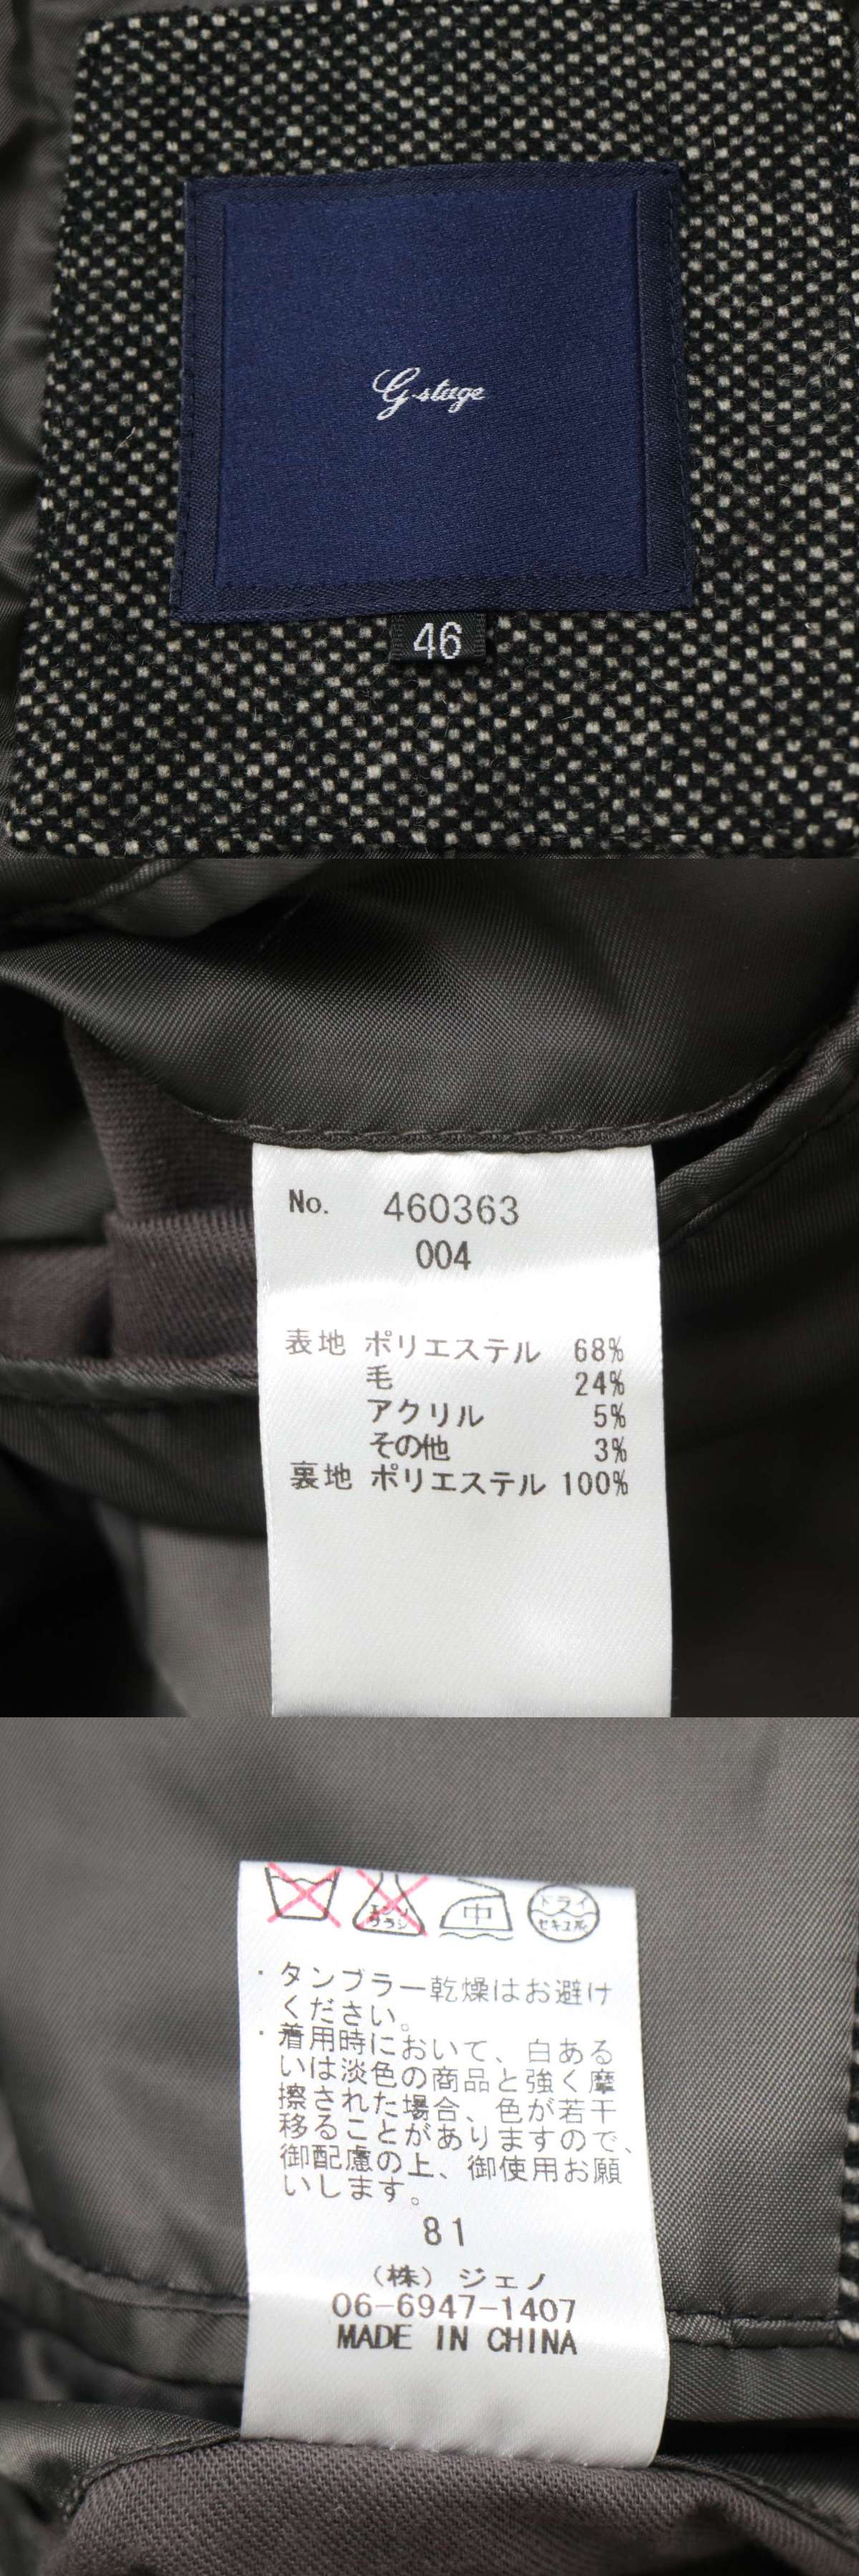 G-stage
46
No. 460363
004
表地 ポリエステル 68%
毛 24%
アクリル 5%
その他 3%
裏地 ポリエステル 100%
エンソ
サラシ
中
ドライ
セキユ系
・タンブラー乾燥はお避け
ください。
・着用時において、白ある
いは淡色の商品と強く摩
擦された場合、色が若干
移ることがありますので、
御配慮の上、御使用お願
いします。
81
（株）ジェノ
06-6947-1407
MADE IN CHINA